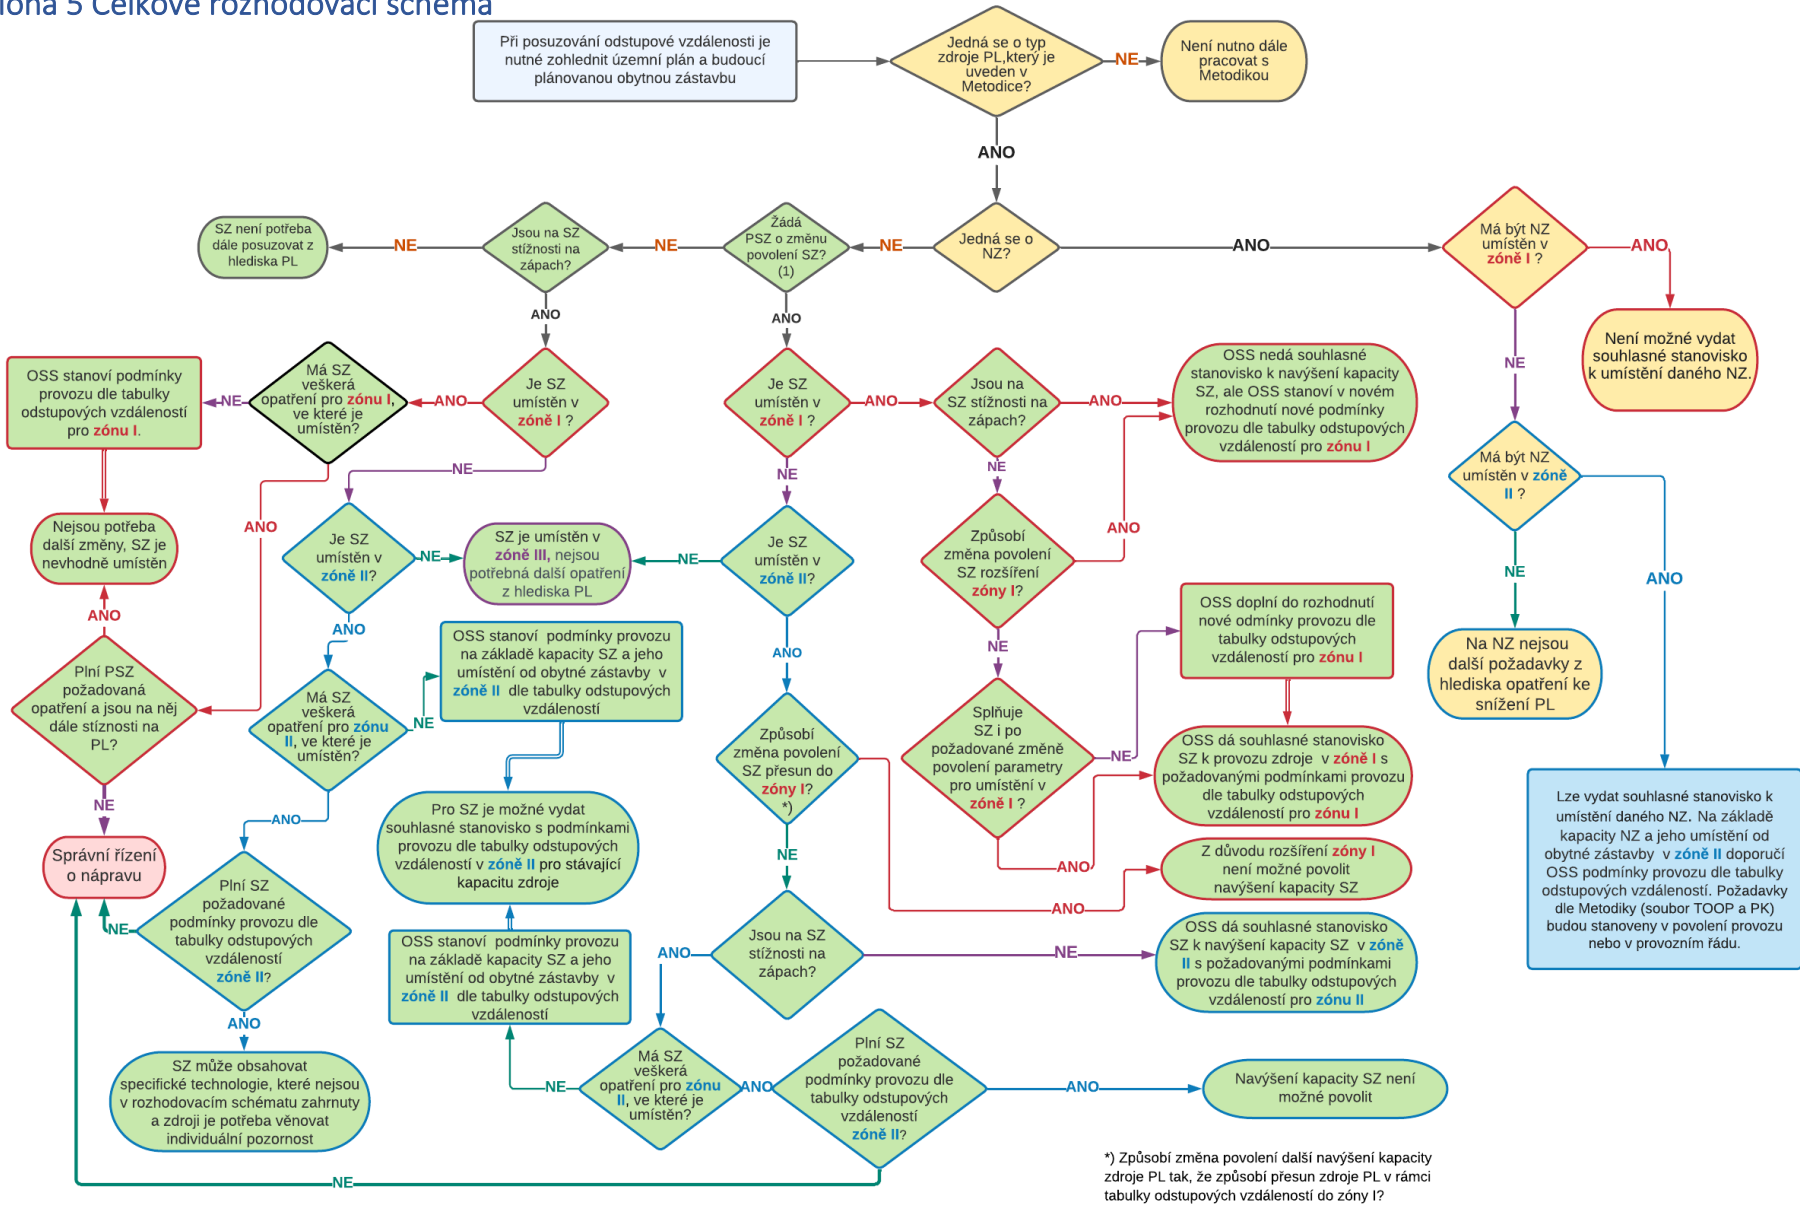 loha 5 Celkové rozhodovací schéma
Při posuzování odstupové vzdálenosti je
nutné zohlednit územní plán a budoucí
plánovanou obytnou zástavbu
Jedná se o typ
zdroje PL,který je
uveden v
Metodice?
NE
Není nutno dále
pracovat s
Metodikou
ANO
SZ není potřeba
dále posuzovat z
hlediska PL
NE
Jsou na SZ
stížnosti na
zápach?
NE
Žádá
PSZ o změnu
povolení SZ?
(1)
NE
Jedná se o
NZ?
ANO
Má být NZ
umístěn v
zóně I ?
ANO
Není možné vydat
souhlasné stanovisko
k umístění daného NZ.
ANO
ANO
NE
OSS stanoví podmínky
provozu dle tabulky
odstupových vzdáleností
pro zónu I.
NE
Má SZ
veškerá
opatření pro zónu I,
ve které je
umístěn?
ANO
Je SZ
umístěn v
zóně I ?
Je SZ
umístěn v
zóně I ?
ANO
Jsou na
SZ stížnosti na
zápach?
ANO
OSS nedá souhlasné
stanovisko k navýšení kapacity
SZ, ale OSS stanoví v novém
rozhodnutí nové podmínky
provozu dle tabulky odstupových
vzdáleností pro zónu I
NE
NE
NE
Má být NZ
umístěn v zóně
II ?
ANO
Nejsou potřeba
další změny, SZ je
nevhodně umístěn
Je SZ
umístěn v
zóně II?
NE
SZ je umístěn v
zóně III, nejsou
potřebná další opatření
z hlediska PL
NE
Je SZ
umístěn v
zóně II?
Způsobí
změna povolení
SZ rozšíření
zóny I?
ANO
NE
ANO
ANO
ANO
ANO
NE
OSS doplní do rozhodnutí
nové odmínky provozu dle
tabulky odstupových
vzdáleností pro zónu I
Na NZ nejsou
další požadavky z
hlediska opatření ke
snížení PL
Plní PSZ
požadovaná
opatření a jsou na něj
dále stíznosti na
PL?
Má SZ
veškerá
opatření pro zónu
II, ve které je
umístěn?
NE
OSS stanoví podmínky provozu
na základě kapacity SZ a jeho
umístění od obytné zástavby v
zóně II dle tabulky odstupových
vzdáleností
Způsobí
změna povolení
SZ přesun do
zóny I?
*)
Splňuje
SZ i po
požadované změně
povolení parametry
pro umístění v
zóně I ?
NE
OSS dá souhlasné stanovisko
SZ k provozu zdroje v zóně I s
požadovanými podmínkami provozu
dle tabulky odstupových
vzdáleností pro zónu I
NE
ANO
Pro SZ je možné vydat
souhlasné stanovisko s podmínkami
provozu dle tabulky odstupových
vzdáleností v zóně II pro stávající
kapacitu zdroje
NE
ANO
Z důvodu rozšíření zóny I
není možné povolit
navýšení kapacity SZ
Lze vydat souhlasné stanovisko k
umístění daného NZ. Na základě
kapacity NZ a jeho umístění od
obytné zástavby v zóně II doporučí
OSS podmínky provozu dle tabulky
odstupových vzdáleností. Požadavky
dle Metodiky (soubor TOOP a PK)
budou stanoveny v povolení provozu
nebo v provozním řádu.
Správní řízení
o nápravu
NE
Plní SZ
požadované
podmínky provozu dle
tabulky odstupových
vzdáleností
zóně II?
ANO
OSS stanoví podmínky provozu
na základě kapacity SZ a jeho
umístění od obytné zástavby v
zóně II dle tabulky odstupových
vzdáleností
ANO
Jsou na SZ
stížnosti na
zápach?
NE
OSS dá souhlasné stanovisko
SZ k navýšení kapacity SZ v zóně
II s požadovanými podmínkami
provozu dle tabulky odstupových
vzdáleností pro zónu II
ANO
SZ může obsahovat
specifické technologie, které nejsou
v rozhodovacím schématu zahrnuty
a zdroji je potřeba věnovat
individuální pozornost
NE
Má SZ
veškerá
opatření pro zónu
II, ve které je
umístěn?
ANO
Plní SZ
požadované
podmínky provozu dle
tabulky odstupových
vzdáleností
zóně II?
ANO
Navýšení kapacity SZ není
možné povolit
NE
*) Způsobí změna povolení další navýšení kapacity
zdroje PL tak, že způsobí přesun zdroje PL v rámci
tabulky odstupových vzdáleností do zóny I?